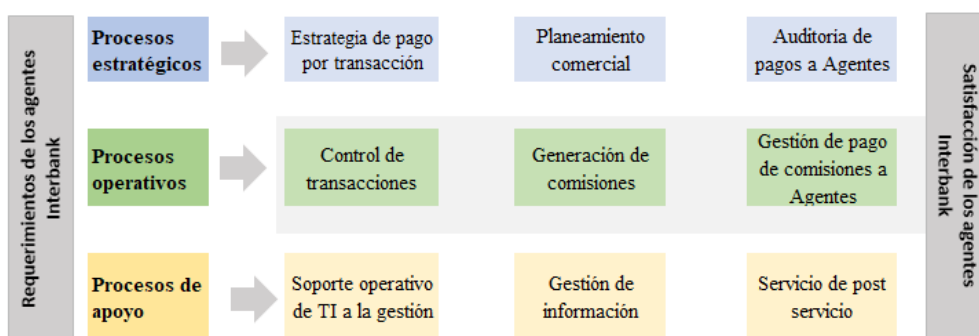 Requerimientos de los agentes
Interbank
Procesos
estratégicos
Estrategia de pago
por transacción
Planeamiento
comercial
Auditoria de
pagos a Agentes
Procesos
operativos
Control de
transacciones
Generación de
comisiones
Gestión de pago
de comisiones a
Agentes
Procesos de
apoyo
Soporte operativo
de TI a la gestión
Gestión de
información
Servicio de post
servicio
Satisfacción de los agentes
Interbank